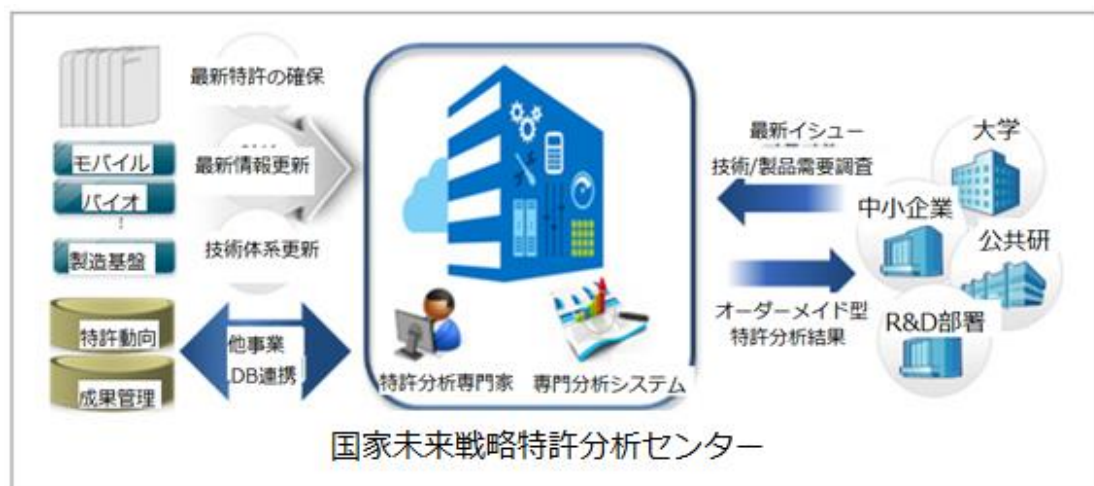 最新特許の確保
モバイル
最新情報更新
バイオ
技術体系更新
製造基盤
特許動向
他事業
DB連携
成果管理
特許分析専門家
専門分析システム
最新イシュー
技術/製品需要調査
オーダーメイド型
特許分析結果
大学
中小企業
公共研
R&D部署
国家未来戦略特許分析センター